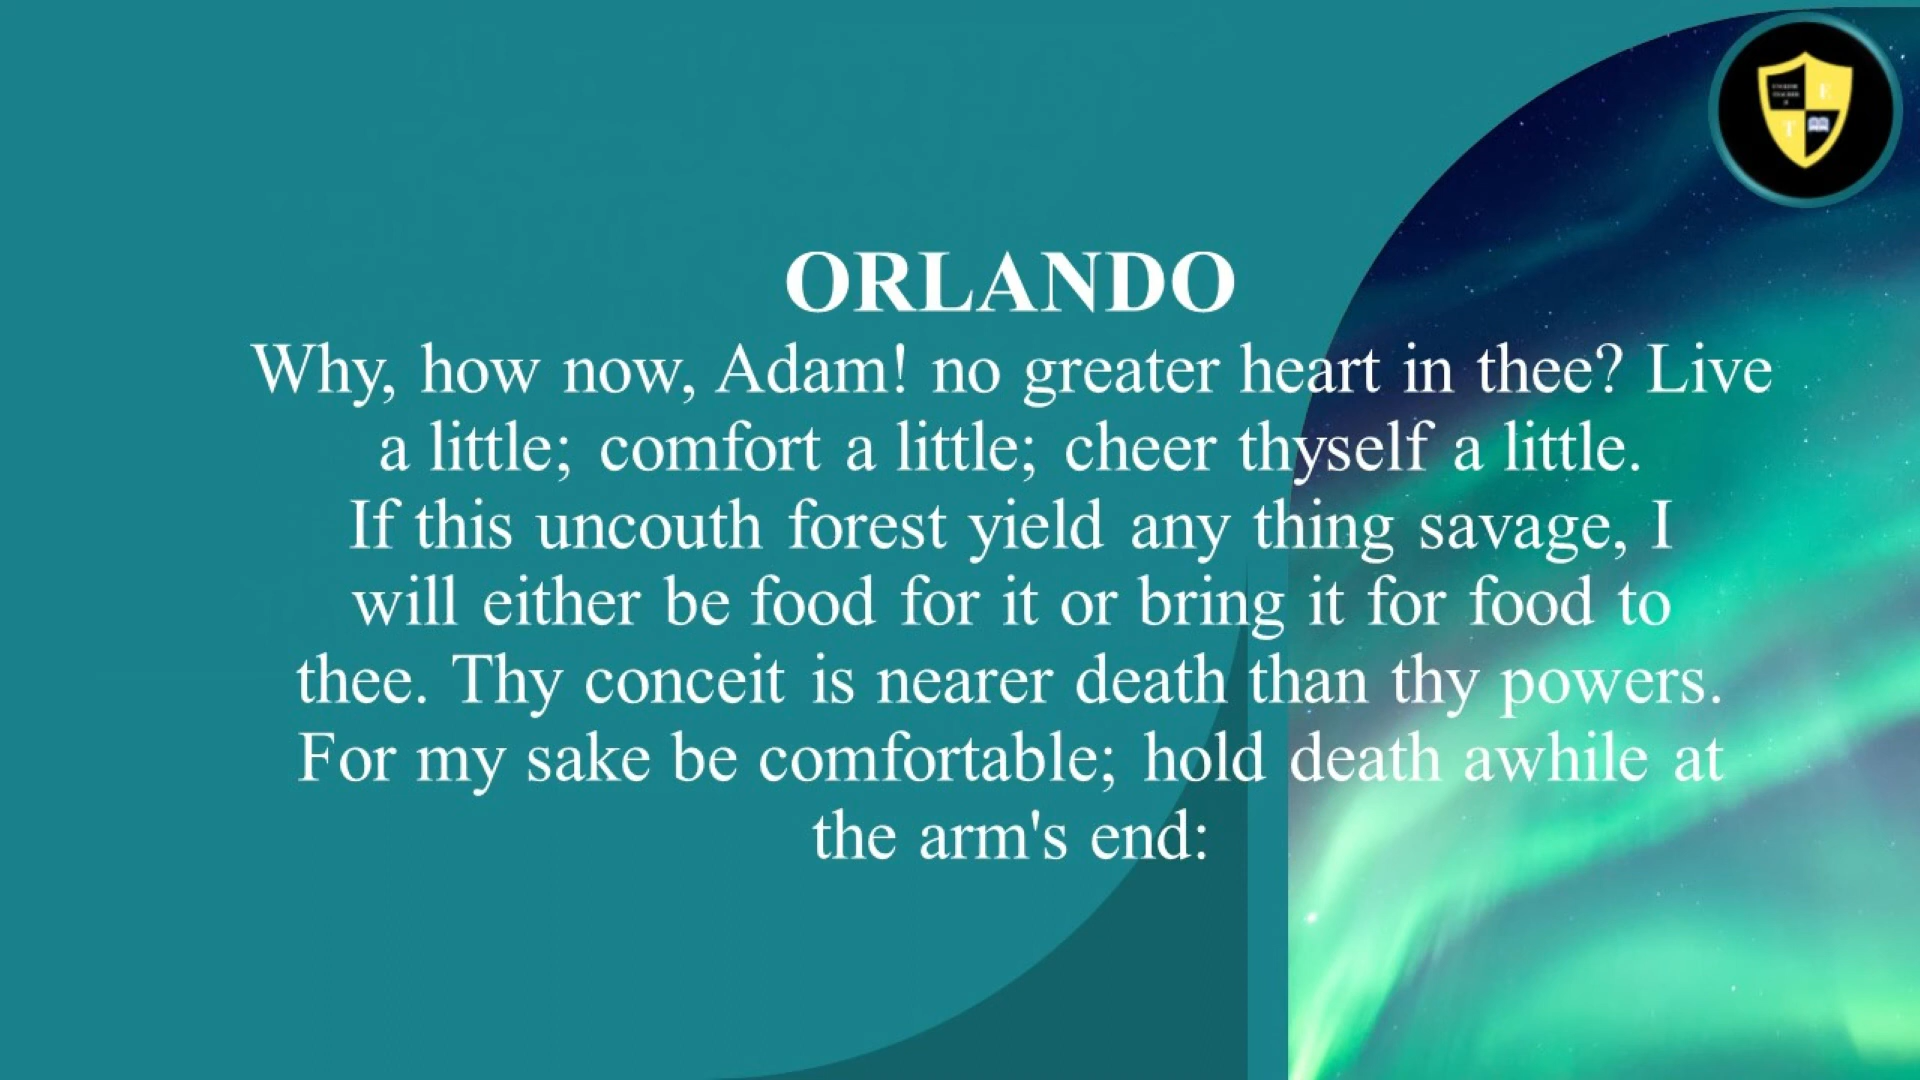 ORLANDO
Why, how now, Adam! no greater heart in thee? Live
a little; comfort a little; cheer thyself a little.
If this uncouth forest yield any thing savage, I
will either be food for it or bring it for food to
thee. Thy conceit is nearer death than thy powers.
For my sake be comfortable; hold death awhile at
the arm's end:
E
T